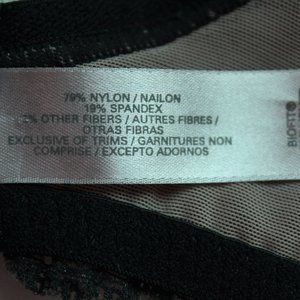 79% NYLON / NAILON
19% SPANDEX
2% OTHER FIBERS / AUTRES FIBRES /
OTRAS FIBRAS
EXCLUSIVE OF TRIMS / GARNITURES NON
COMPRISE / EXCEPTO ADORNOS